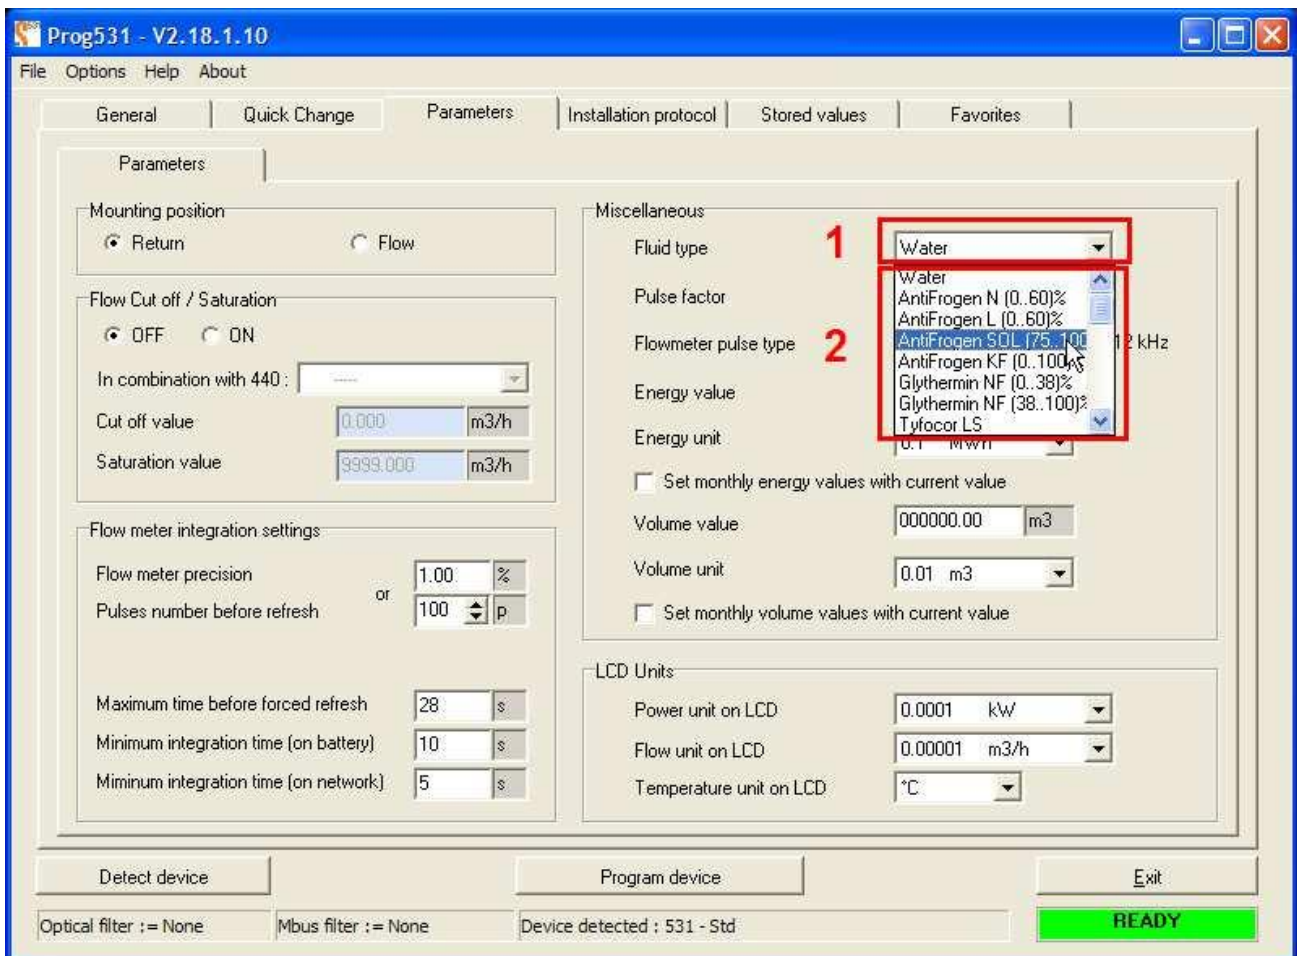 Prog531 - V2.18.1.10
File Options Help About
General Quick Change Parameters Installation protocol Stored values Favorites
Parameters
Mounting position
Return Flow
Flow Cut off / Saturation
OFF ON
In combination with 440 : -----
Cut off value 0.000 m3/h
Saturation value 9999.000 m3/h
Flow meter integration settings
Flow meter precision 1.00 %
or
Pulses number before refresh 100 p
Maximum time before forced refresh 28 s
Minimum integration time (on battery) 10 s
Miminum integration time (on network) 5 s
Miscellaneous
Fluid type 1 Water
Water
AntiFrogen N (0..60)%
Pulse factor
AntiFrogen L (0..60)%
Flowmeter pulse type 2 AntiFrogen SOL (75..100 12 kHz
AntiFrogen KF (0..100)%
Energy value
Glythermin NF (0..38)%
Glythermin NF (38..100)%
Tyfocor LS
Energy unit 0.1 MWh
Set monthly energy values with current value
Volume value 000000.00 m3
Volume unit 0.01 m3
Set monthly volume values with current value
LCD Units
Power unit on LCD 0.0001 kW
Flow unit on LCD 0.00001 m3/h
Temperature unit on LCD °C
Detect device Program device Exit
Optical filter := None Mbus filter := None Device detected : 531 - Std READY